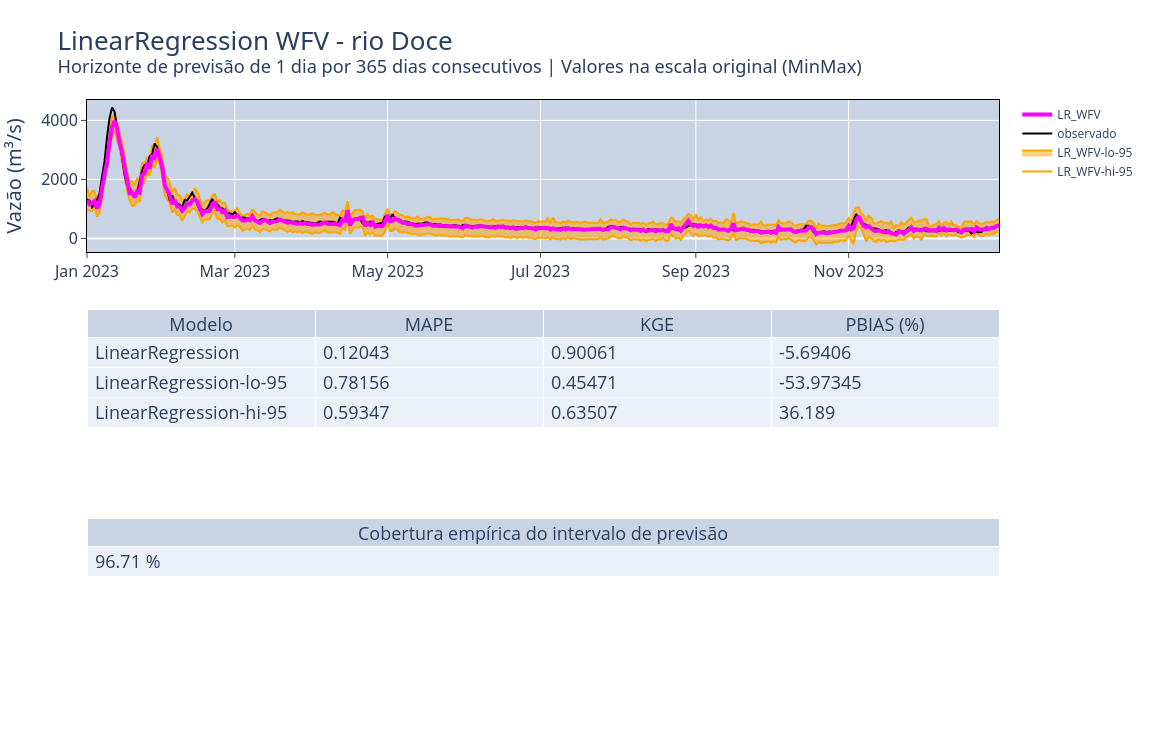 LinearRegression WFV - rio Doce
Horizonte de previsão de 1 dia por 365 dias consecutivos | Valores na escala original (MinMax)
Vazão (m³/s)
4000
2000
0
Jan 2023 Mar 2023 May 2023 Jul 2023 Sep 2023 Nov 2023
LR_WFV
observado
LR_WFV-lo-95
LR_WFV-hi-95
Modelo MAPE KGE PBIAS (%)
LinearRegression 0.12043 0.90061 -5.69406
LinearRegression-lo-95 0.78156 0.45471 -53.97345
LinearRegression-hi-95 0.59347 0.63507 36.189
Cobertura empírica do intervalo de previsão
96.71 %